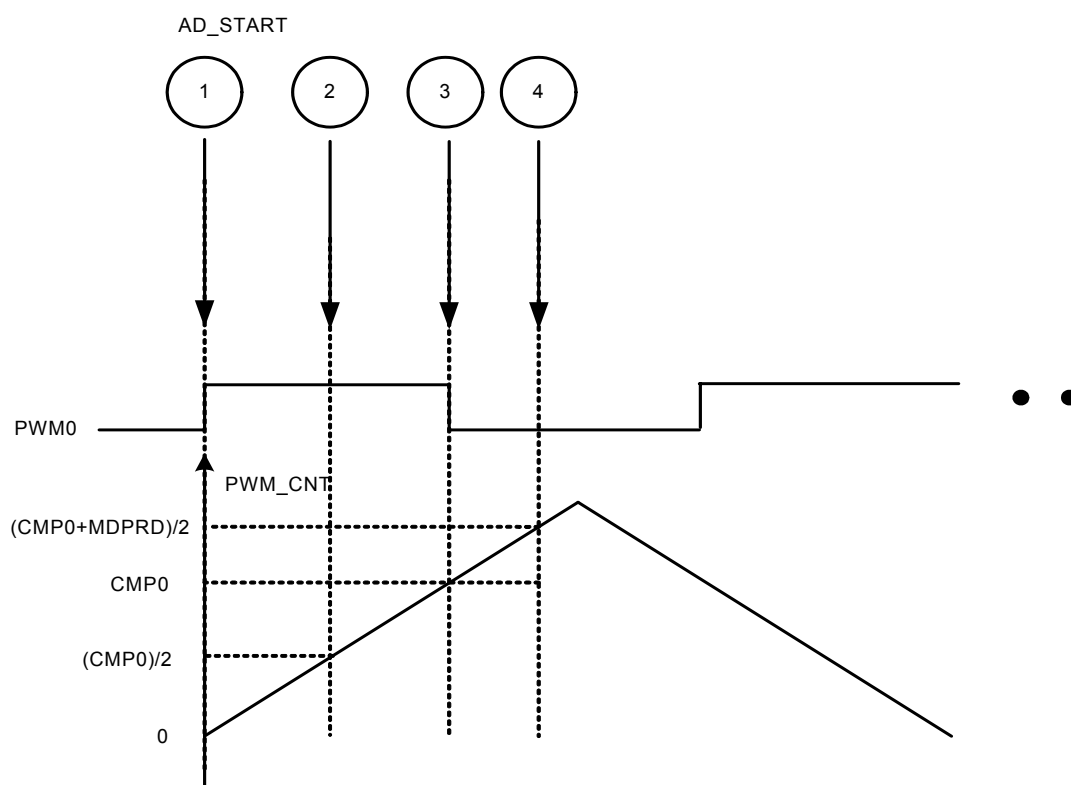 AD_START
1
2
3
4
PWM0
PWM_CNT
(CMP0+MDPRD)/2
CMP0
(CMP0)/2
0